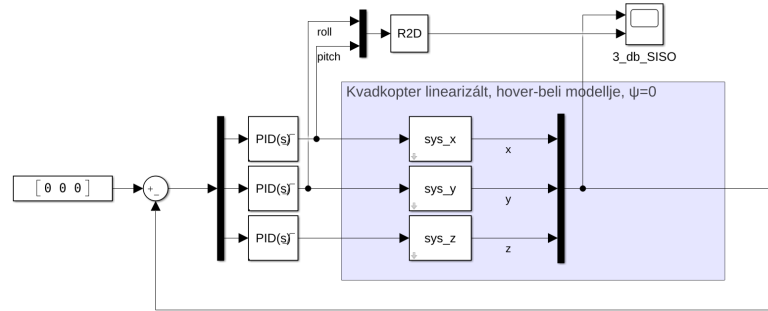 roll
R2D
pitch
3_db_SISO
Kvadkopter linearizált, hover-beli modellje, ψ=0
PID(s)
sys_x
x
[0 0 0]
+
−
PID(s)
sys_y
y
PID(s)
sys_z
z